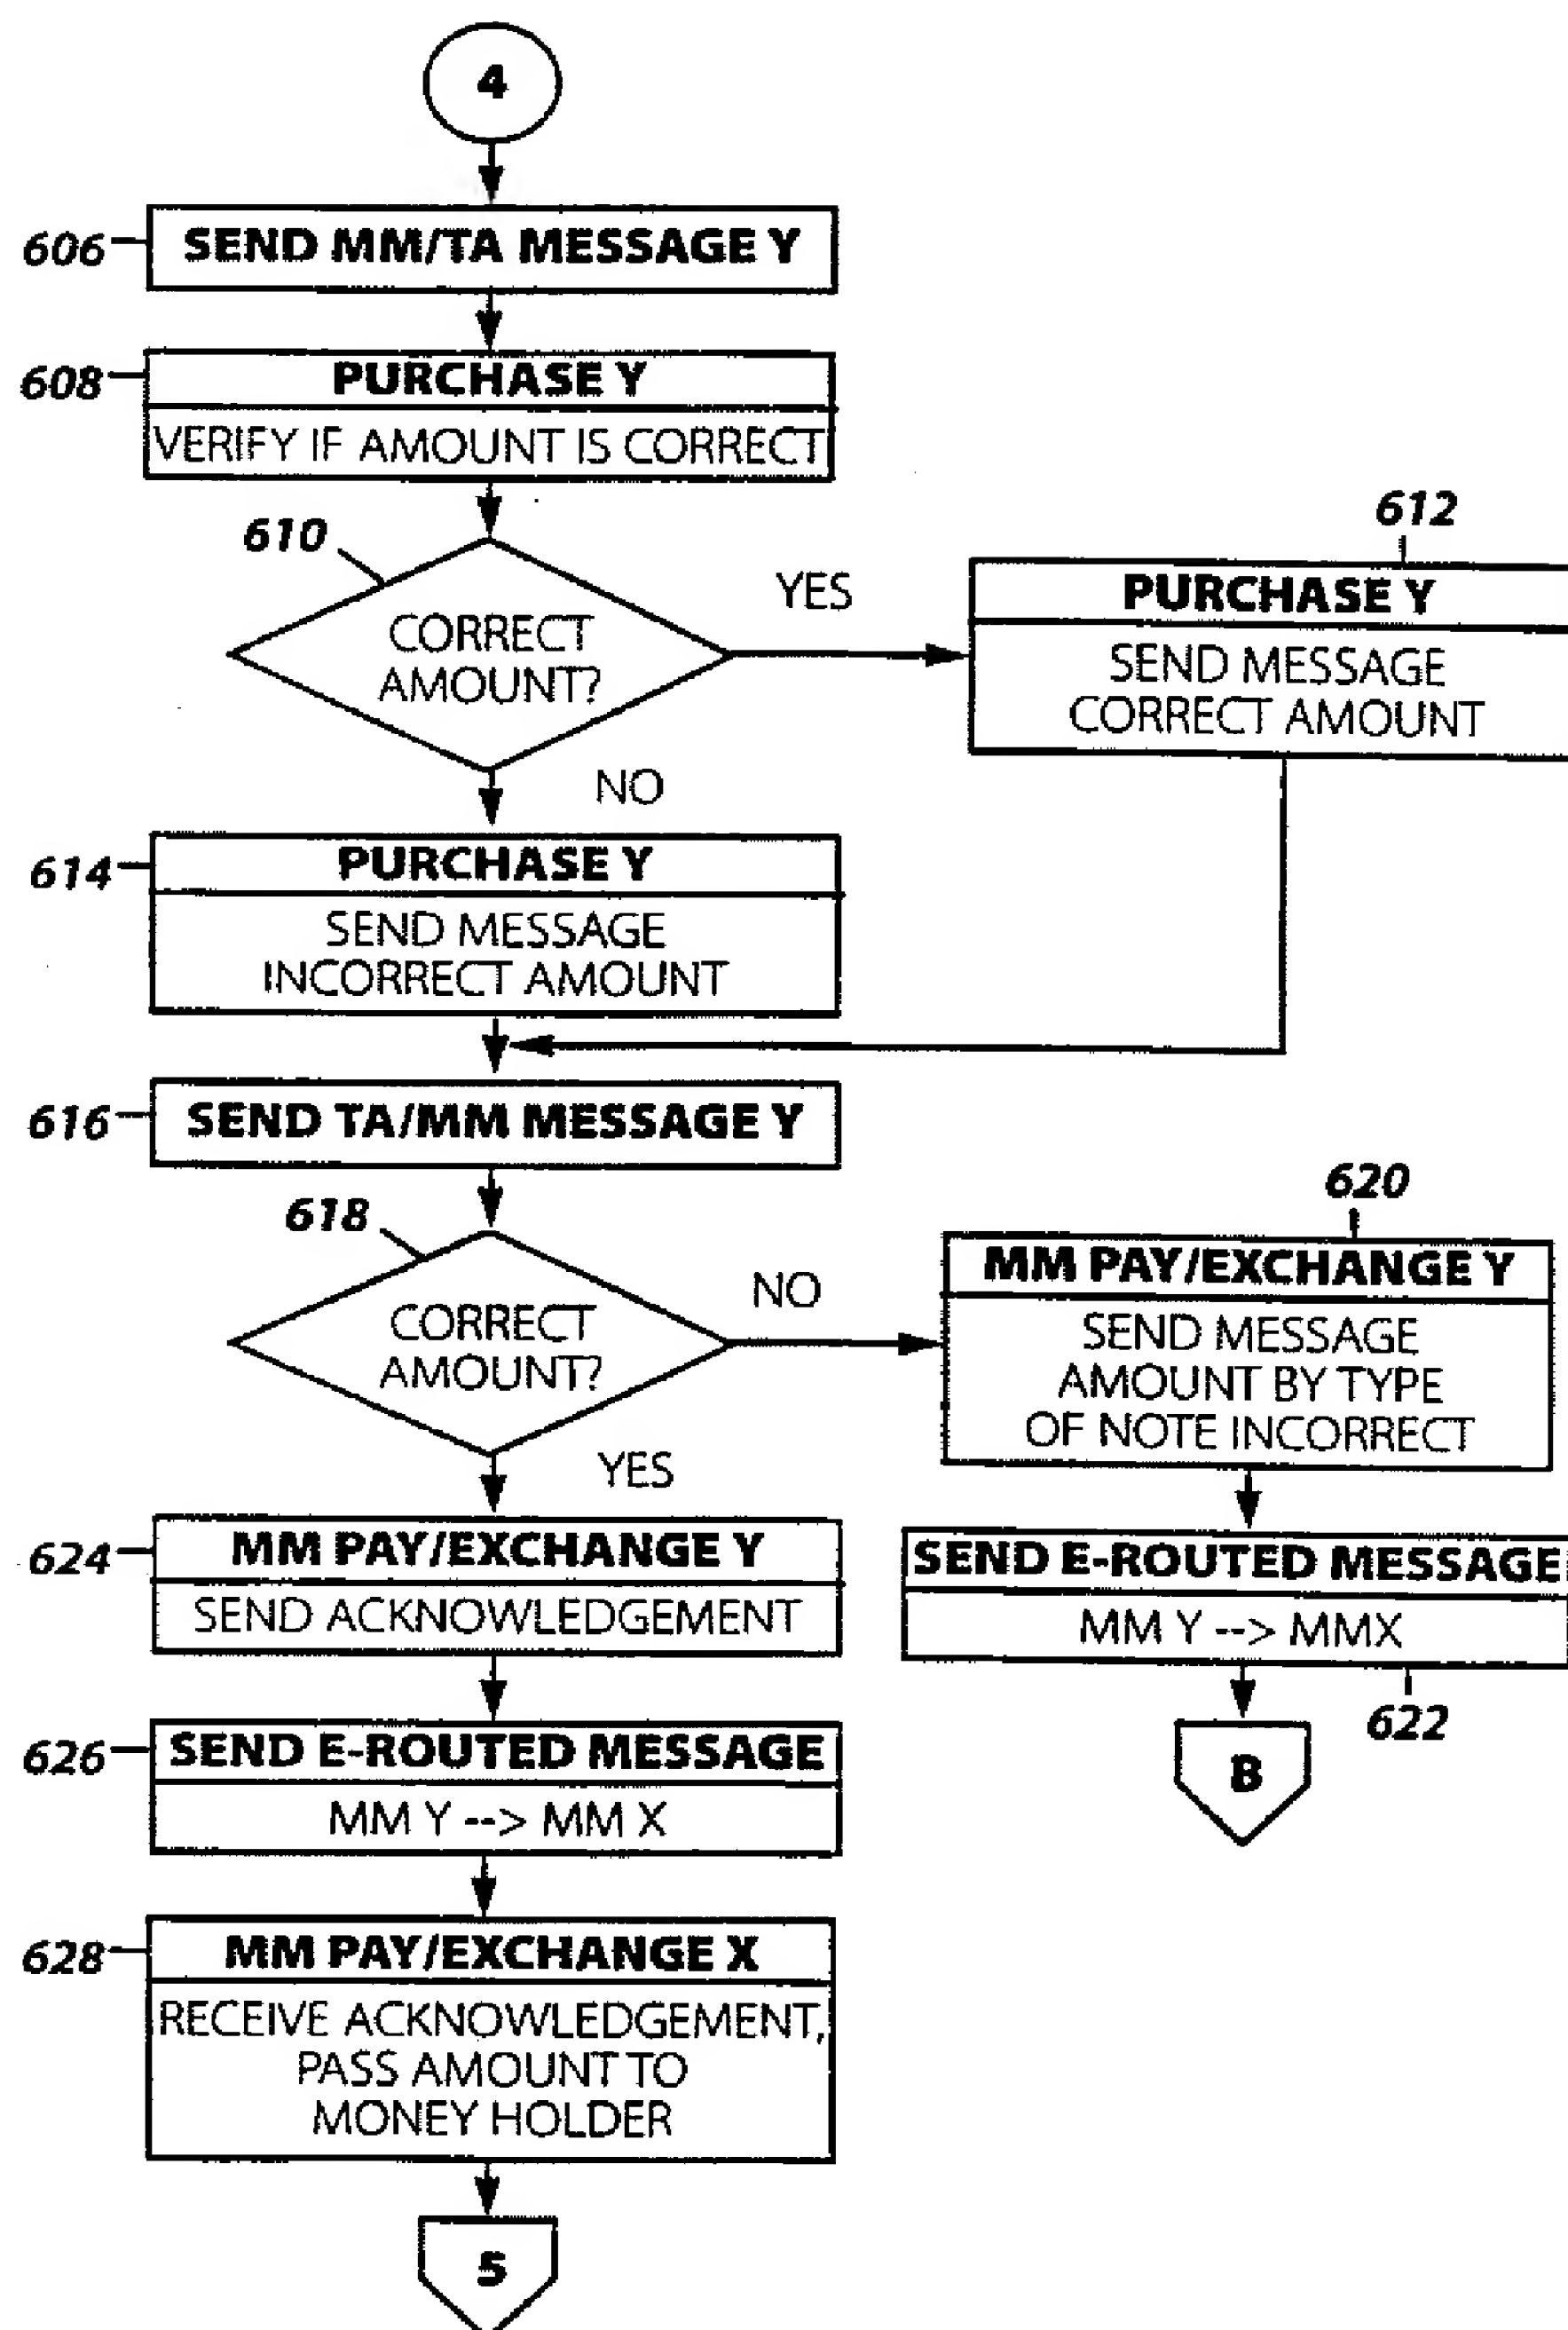 4
606
SEND MM/TA MESSAGE Y
608
PURCHASE Y
VERIFY IF AMOUNT IS CORRECT
610
CORRECT
AMOUNT?
YES
612
PURCHASE Y
SEND MESSAGE
CORRECT AMOUNT
NO
614
PURCHASE Y
SEND MESSAGE
INCORRECT AMOUNT
616
SEND TA/MM MESSAGE Y
618
CORRECT
AMOUNT?
NO
620
MM PAY/EXCHANGE Y
SEND MESSAGE
AMOUNT BY TYPE
OF NOTE INCORRECT
SEND E-ROUTED MESSAGE
MM Y --> MMX
622
B
YES
624
MM PAY/EXCHANGE Y
SEND ACKNOWLEDGEMENT
626
SEND E-ROUTED MESSAGE
MM Y --> MM X
628
MM PAY/EXCHANGE X
RECEIVE ACKNOWLEDGEMENT,
PASS AMOUNT TO
MONEY HOLDER
5